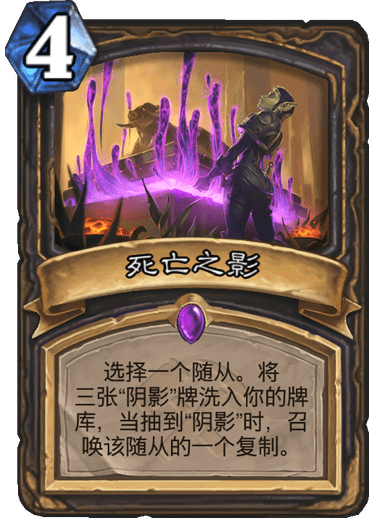 4
死亡之影
选择一个随从。将
三张“阴影”牌洗入你的牌
库，当抽到“阴影”时，召
唤该随从的一个复制。